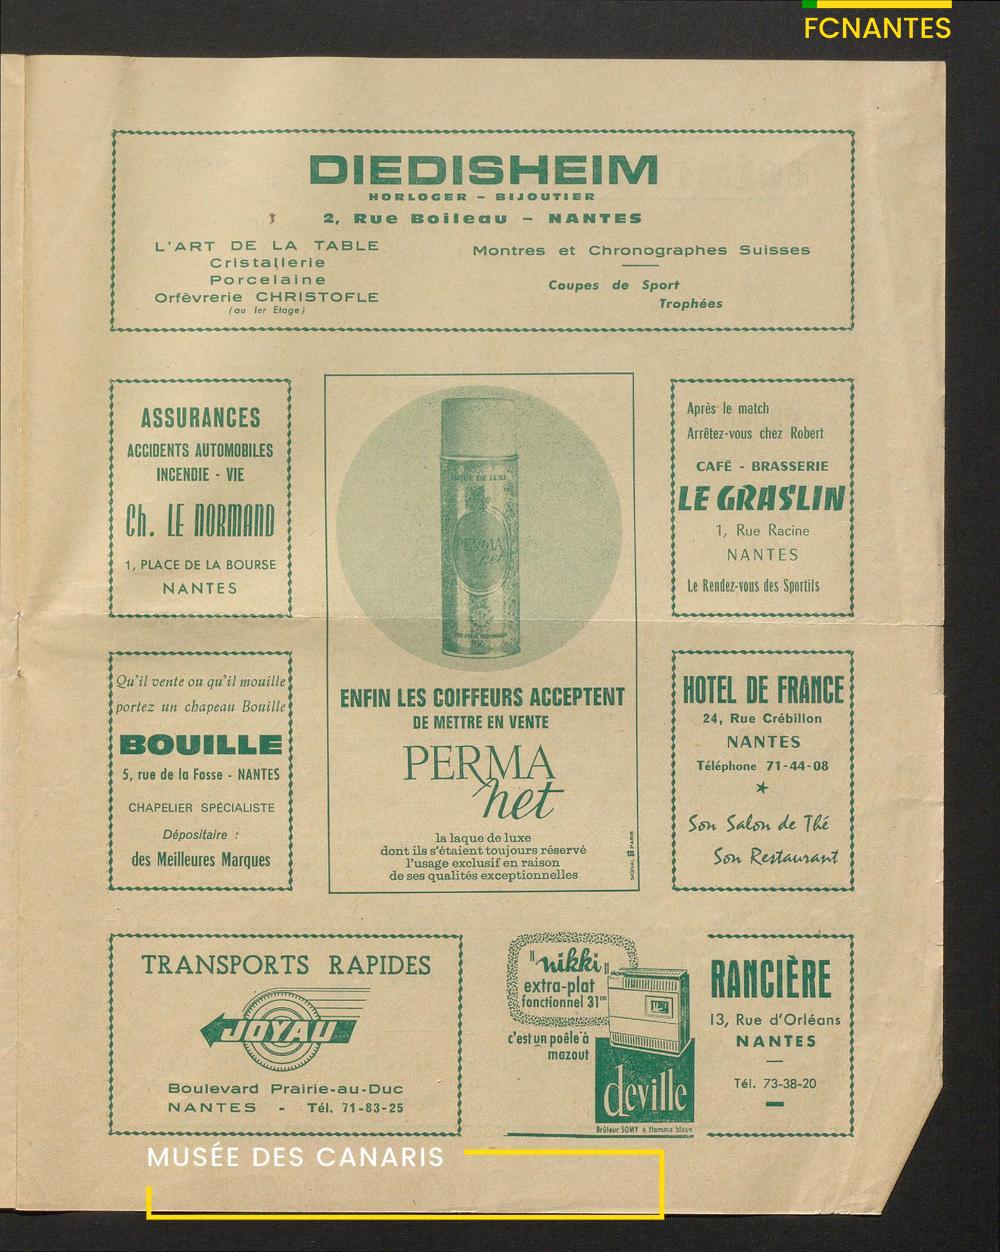 FCNANTES
DIEDISHEIM
HORLOGER - BIJOUTIER
2, Rue Boileau - NANTES
L'ART DE LA TABLE
Cristallerie
Porcelaine
Orfèvrerie CHRISTOFLE
(au 1er Etage)
Montres et Chronographes Suisses
Coupes de Sport
Trophées
ASSURANCES
ACCIDENTS AUTOMOBILES
INCENDIE - VIE
Ch. LE NORMAND
1, PLACE DE LA BOURSE
NANTES
LAQUE DE LUXE
PERMA
net
CHEVEUX NORMAUX
ENFIN LES COIFFEURS ACCEPTENT
DE METTRE EN VENTE
PERMA
net
la laque de luxe
dont ils s'étaient toujours réservé
l'usage exclusif en raison
de ses qualités exceptionnelles
SIGNAL PARIS
Après le match
Arrêtez-vous chez Robert
CAFÉ - BRASSERIE
LE GRASLIN
1, Rue Racine
NANTES
Le Rendez-vous des Sportifs
Qu'il vente ou qu'il mouille
portez un chapeau Bouille
BOUILLE
5, rue de la Fosse - NANTES
CHAPELIER SPÉCIALISTE
Dépositaire :
des Meilleures Marques
HOTEL DE FRANCE
24, Rue Crébillon
NANTES
Téléphone 71-44-08
Son Salon de Thé
Son Restaurant
TRANSPORTS RAPIDES
JOYAU
Boulevard Prairie-au-Duc
NANTES - Tél. 71-83-25
"nikki"
extra-plat
fonctionnel 31cm
c'est un poêle à
mazout
deville
Brûleur SOMY à flamme bleue
RANCIÈRE
13, Rue d'Orléans
NANTES
Tél. 73-38-20
MUSÉE DES CANARIS